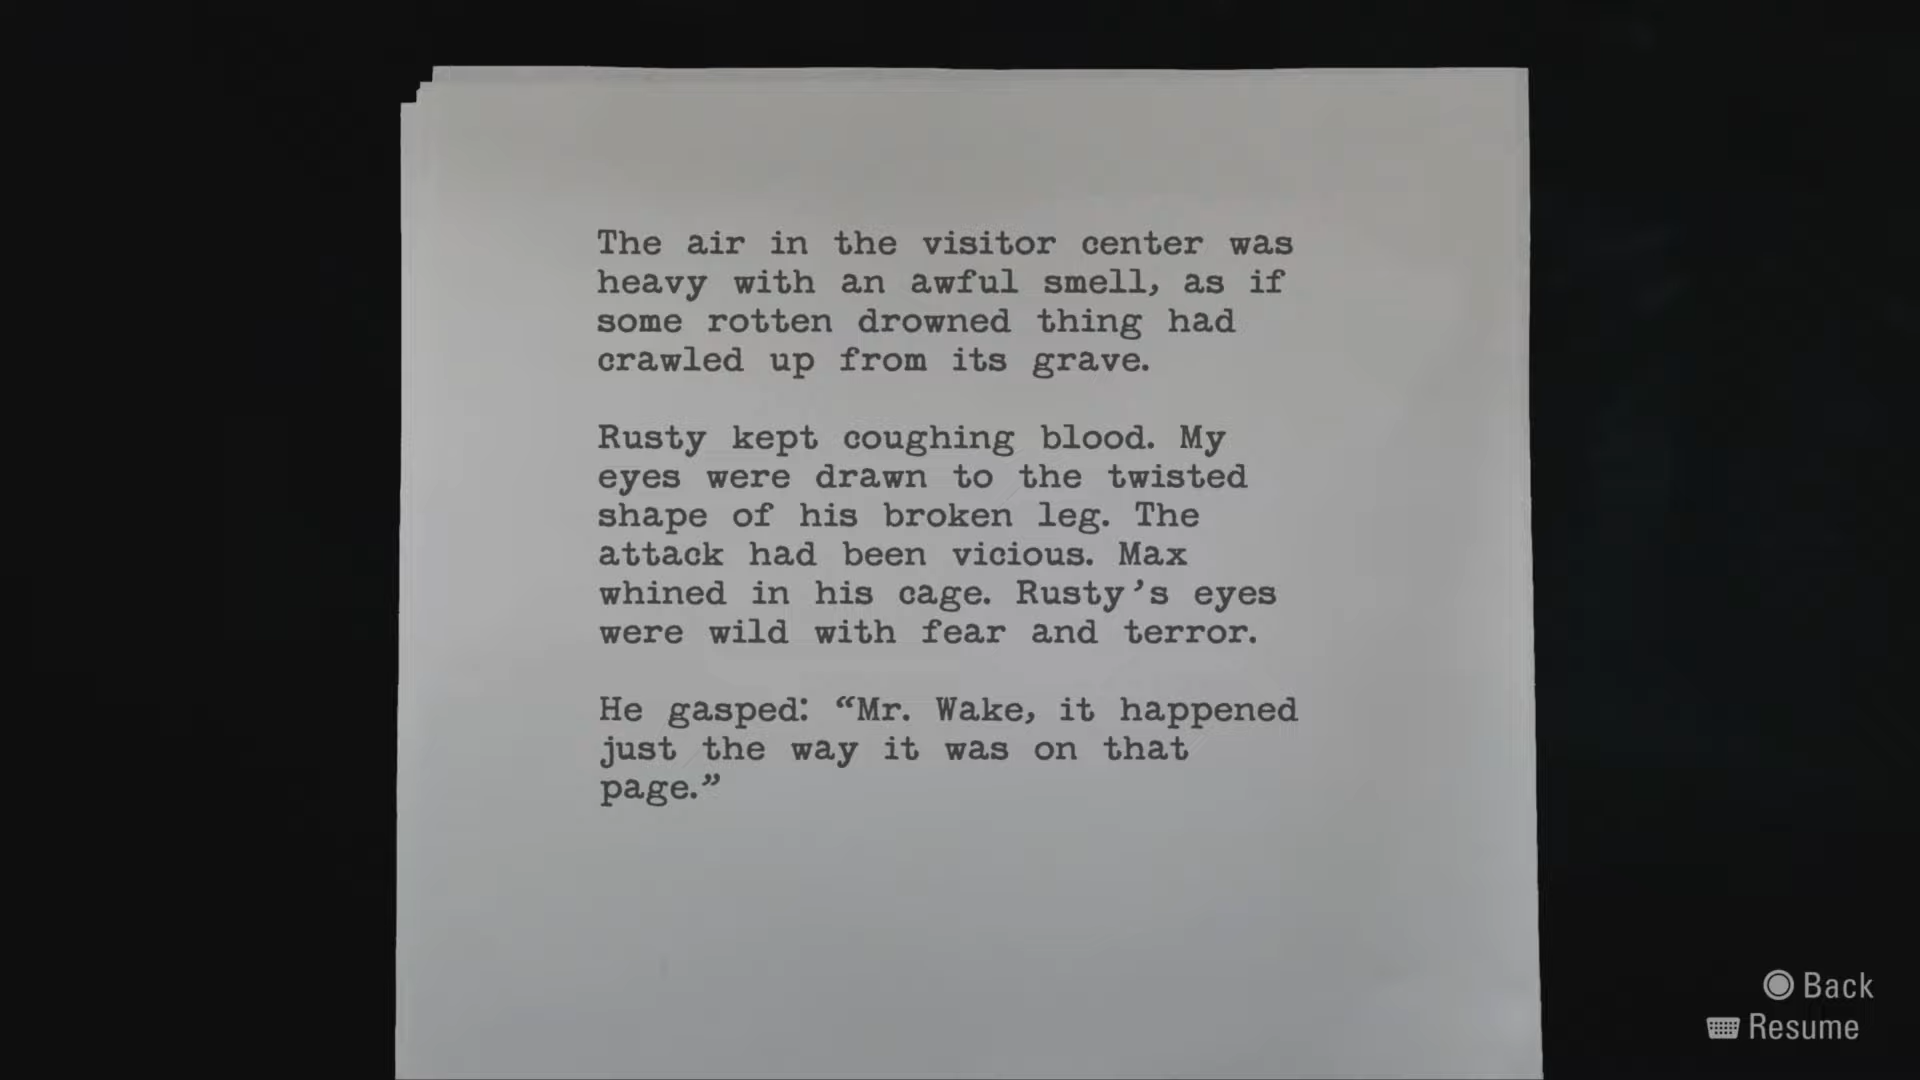 The air in the visitor center was
heavy with an awful smell, as if
some rotten drowned thing had
crawled up from its grave.
Rusty kept coughing blood. My
eyes were drawn to the twisted
shape of his broken leg. The
attack had been vicious. Max
whined in his cage. Rusty’s eyes
were wild with fear and terror.
He gasped: “Mr. Wake, it happened
just the way it was on that
page.”
Back
Resume